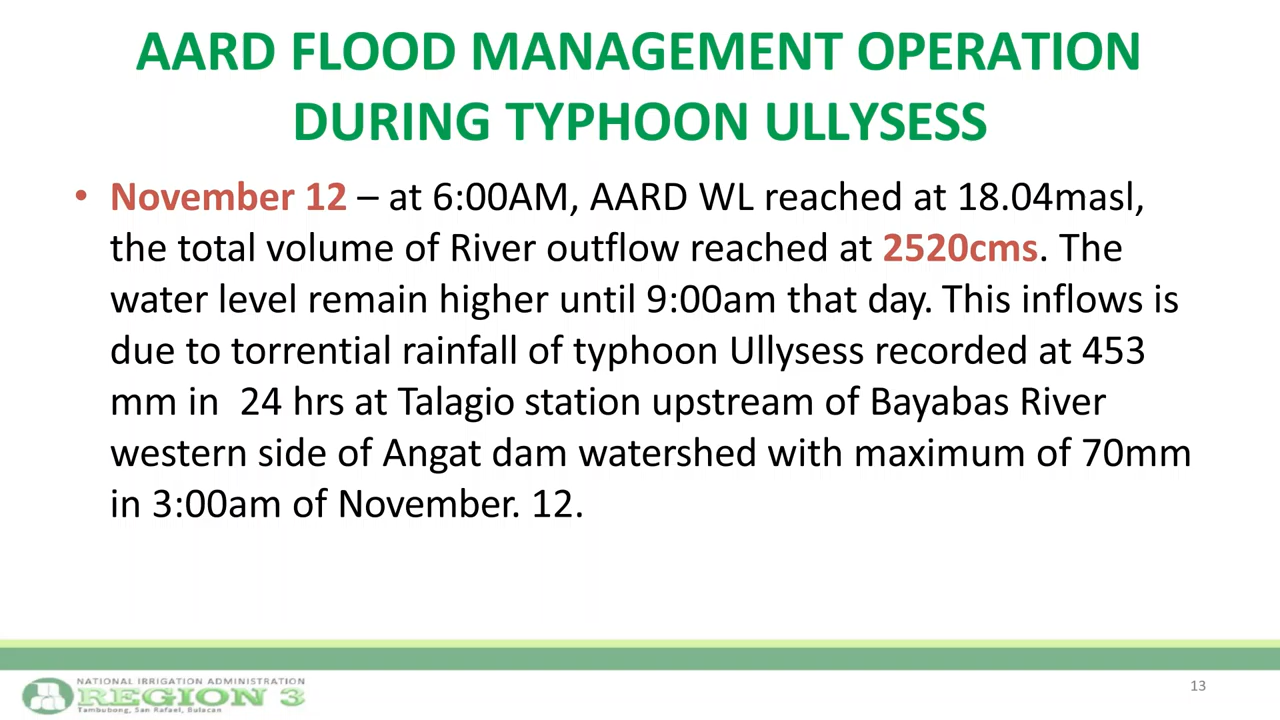 AARD FLOOD MANAGEMENT OPERATION
DURING TYPHOON ULLYSESS
• November 12 – at 6:00AM, AARD WL reached at 18.04masl,
the total volume of River outflow reached at 2520cms. The
water level remain higher until 9:00am that day. This inflows is
due to torrential rainfall of typhoon Ullysess recorded at 453
mm in 24 hrs at Talagio station upstream of Bayabas River
western side of Angat dam watershed with maximum of 70mm
in 3:00am of November. 12.
NATIONAL IRRIGATION ADMINISTRATION
REGION 3
Tambubong, San Rafael, Bulacan
13